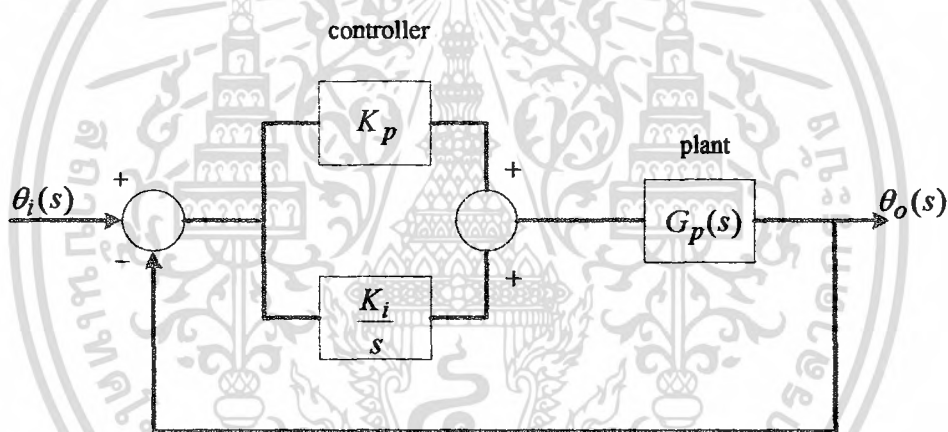 controller
K_p
plant
+
+
θ_i(s)
G_p(s)
θ_o(s)
−
+
K_i
s